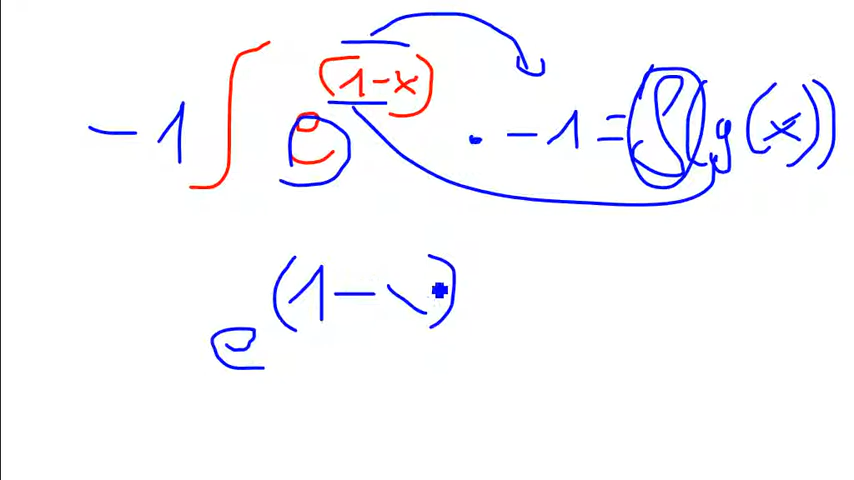 -1 ∫ e^(1-x) · -1 = f(g(x))
e^(1-